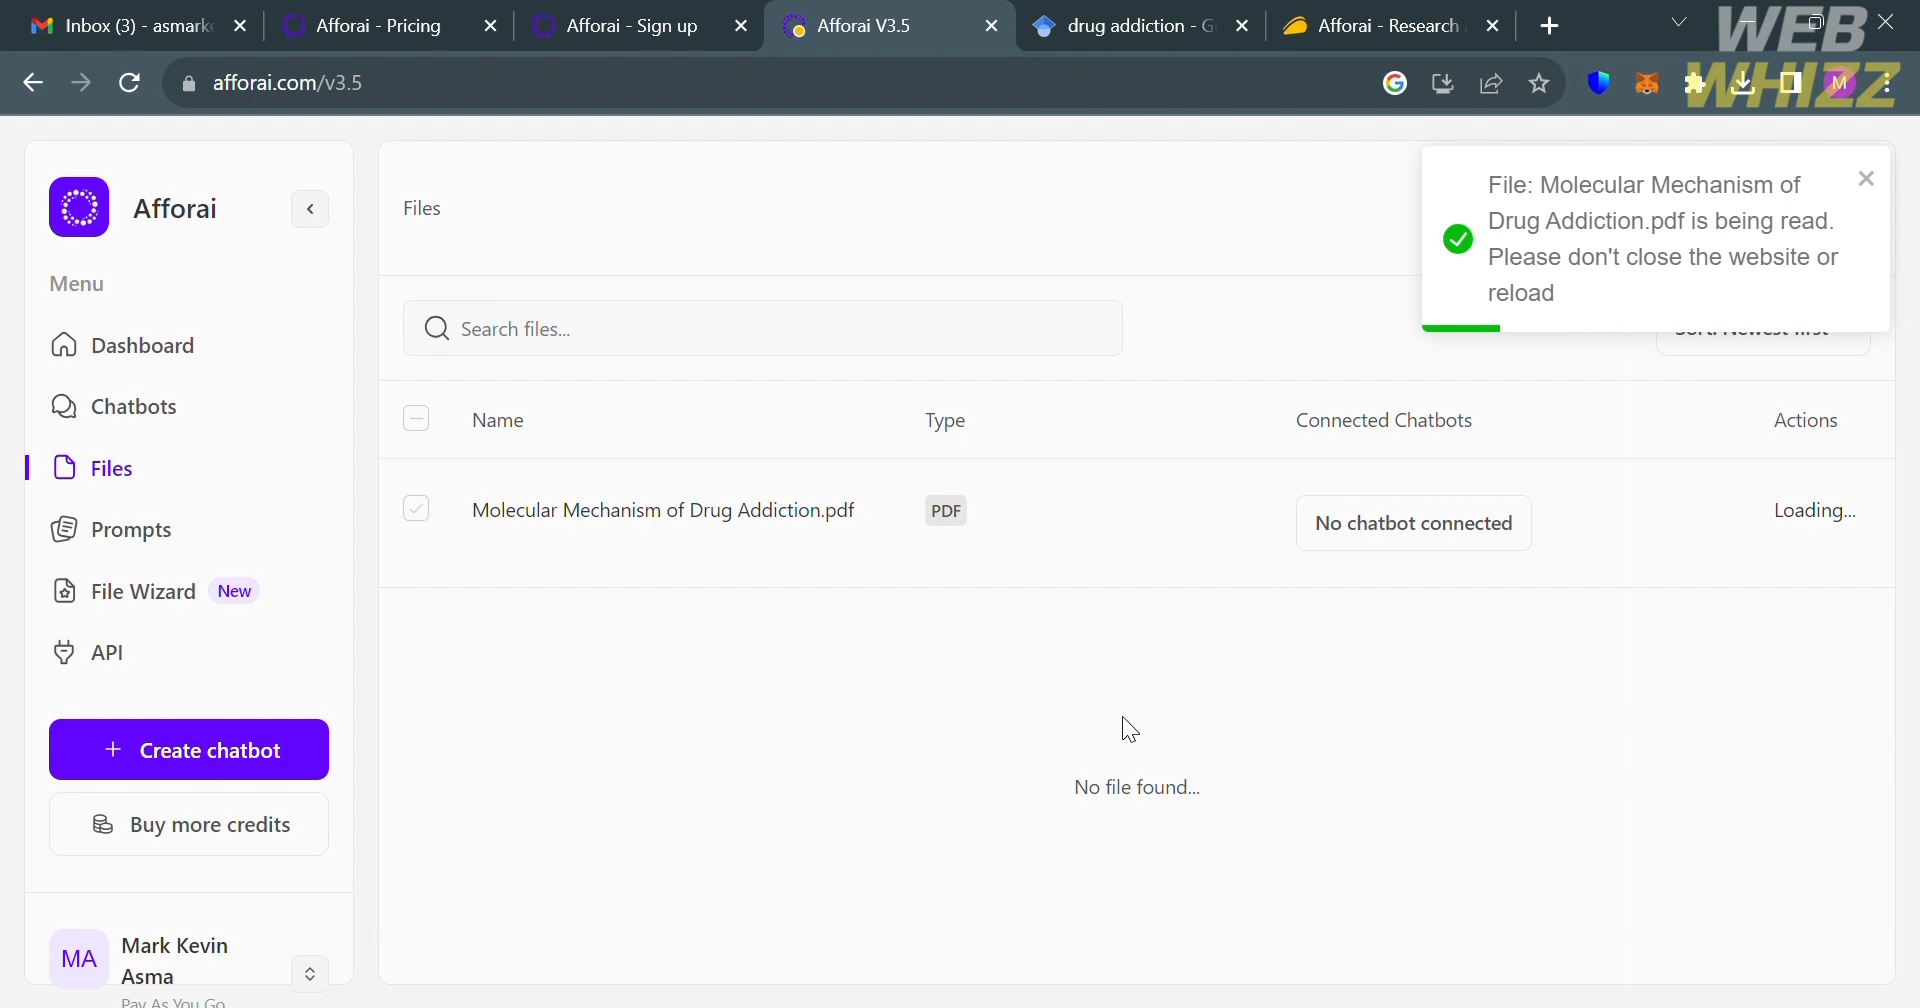 Inbox (3) - asmark
Afforai - Pricing
Afforai - Sign up
Afforai V3.5
drug addiction - G
Afforai - Research
WEB
WHIZZ
afforai.com/v3.5
M
Afforai
Menu
Dashboard
Chatbots
Files
Prompts
File Wizard New
API
+ Create chatbot
Buy more credits
MA
Mark Kevin
Asma
Pay As You Go
Files
File: Molecular Mechanism of
Drug Addiction.pdf is being read.
Please don't close the website or
reload
Search files...
Sort: Newest first
Name Type Connected Chatbots Actions
Molecular Mechanism of Drug Addiction.pdf PDF No chatbot connected Loading...
No file found...